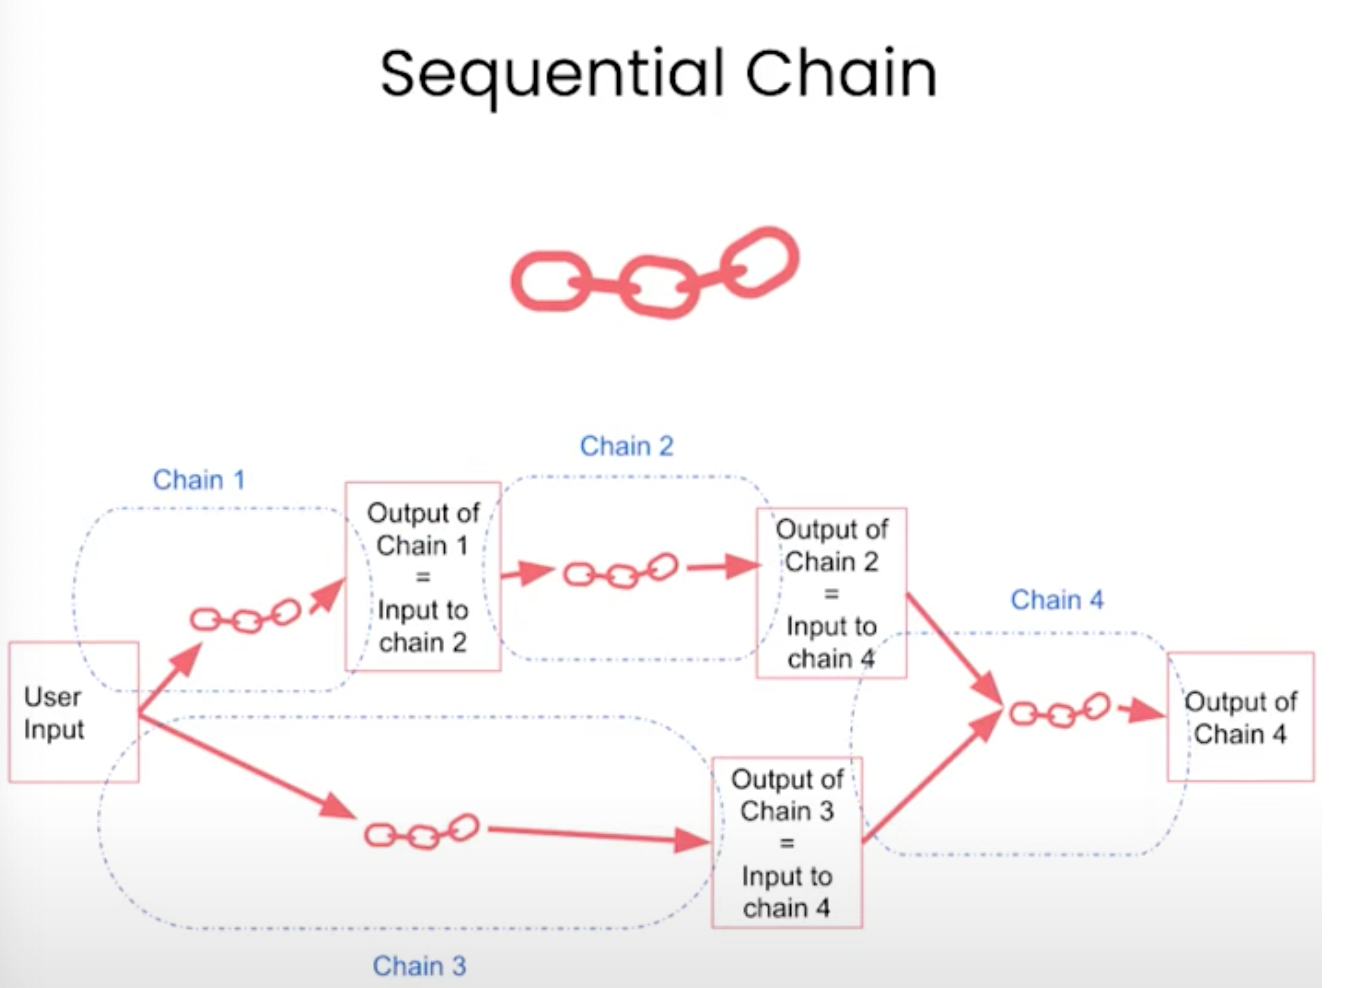 Sequential Chain
Chain 1
Chain 2
User
Input
Output of
Chain 1
=
Input to
chain 2
Output of
Chain 2
=
Input to
chain 4
Chain 3
Output of
Chain 3
=
Input to
chain 4
Chain 4
Output of
Chain 4